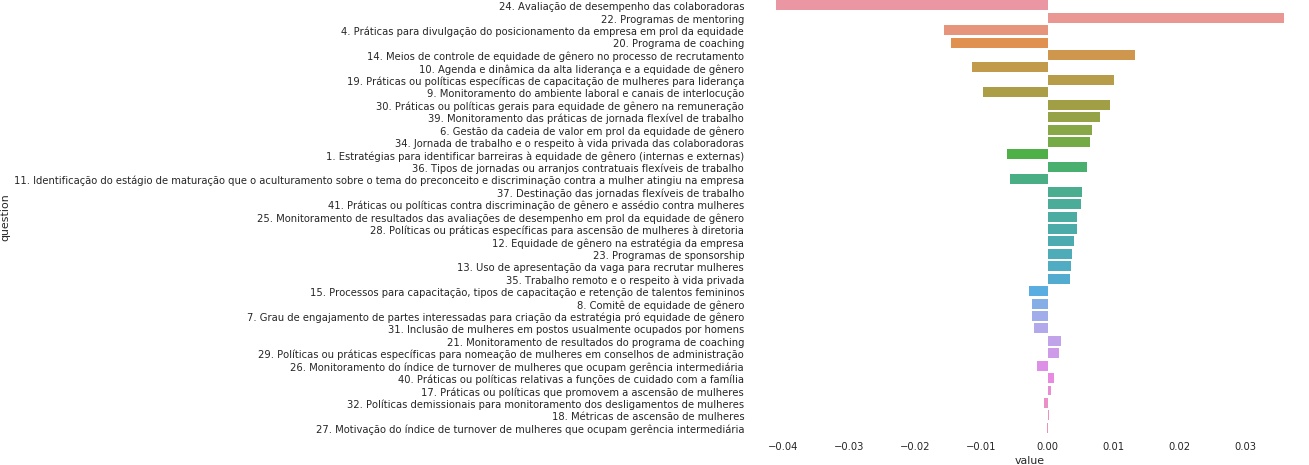 24. Avaliação de desempenho das colaboradoras
22. Programas de mentoring
4. Práticas para divulgação do posicionamento da empresa em prol da equidade
20. Programa de coaching
14. Meios de controle de equidade de gênero no processo de recrutamento
10. Agenda e dinâmica da alta liderança e a equidade de gênero
19. Práticas ou políticas específicas de capacitação de mulheres para liderança
9. Monitoramento do ambiente laboral e canais de interlocução
30. Práticas ou políticas gerais para equidade de gênero na remuneração
39. Monitoramento das práticas de jornada flexível de trabalho
6. Gestão da cadeia de valor em prol da equidade de gênero
34. Jornada de trabalho e o respeito à vida privada das colaboradoras
1. Estratégias para identificar barreiras à equidade de gênero (internas e externas)
36. Tipos de jornadas ou arranjos contratuais flexíveis de trabalho
11. Identificação do estágio de maturação que o aculturamento sobre o tema do preconceito e discriminação contra a mulher atingiu na empresa
37. Destinação das jornadas flexíveis de trabalho
41. Práticas ou políticas contra discriminação de gênero e assédio contra mulheres
25. Monitoramento de resultados das avaliações de desempenho em prol da equidade de gênero
28. Políticas ou práticas específicas para ascensão de mulheres à diretoria
12. Equidade de gênero na estratégia da empresa
23. Programas de sponsorship
13. Uso de apresentação da vaga para recrutar mulheres
35. Trabalho remoto e o respeito à vida privada
15. Processos para capacitação, tipos de capacitação e retenção de talentos femininos
8. Comitê de equidade de gênero
7. Grau de engajamento de partes interessadas para criação da estratégia pró equidade de gênero
31. Inclusão de mulheres em postos usualmente ocupados por homens
21. Monitoramento de resultados do programa de coaching
29. Políticas ou práticas específicas para nomeação de mulheres em conselhos de administração
26. Monitoramento do índice de turnover de mulheres que ocupam gerência intermediária
40. Práticas ou políticas relativas a funções de cuidado com a família
17. Práticas ou políticas que promovem a ascensão de mulheres
32. Políticas demissionais para monitoramento dos desligamentos de mulheres
18. Métricas de ascensão de mulheres
27. Motivação do índice de turnover de mulheres que ocupam gerência intermediária
question
−0.04 −0.03 −0.02 −0.01 0.00 0.01 0.02 0.03
value